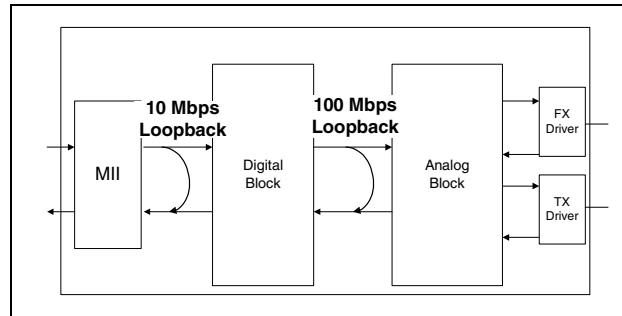 10 Mbps
Loopback
100 Mbps
Loopback
MII
Digital
Block
Analog
Block
FX
Driver
TX
Driver